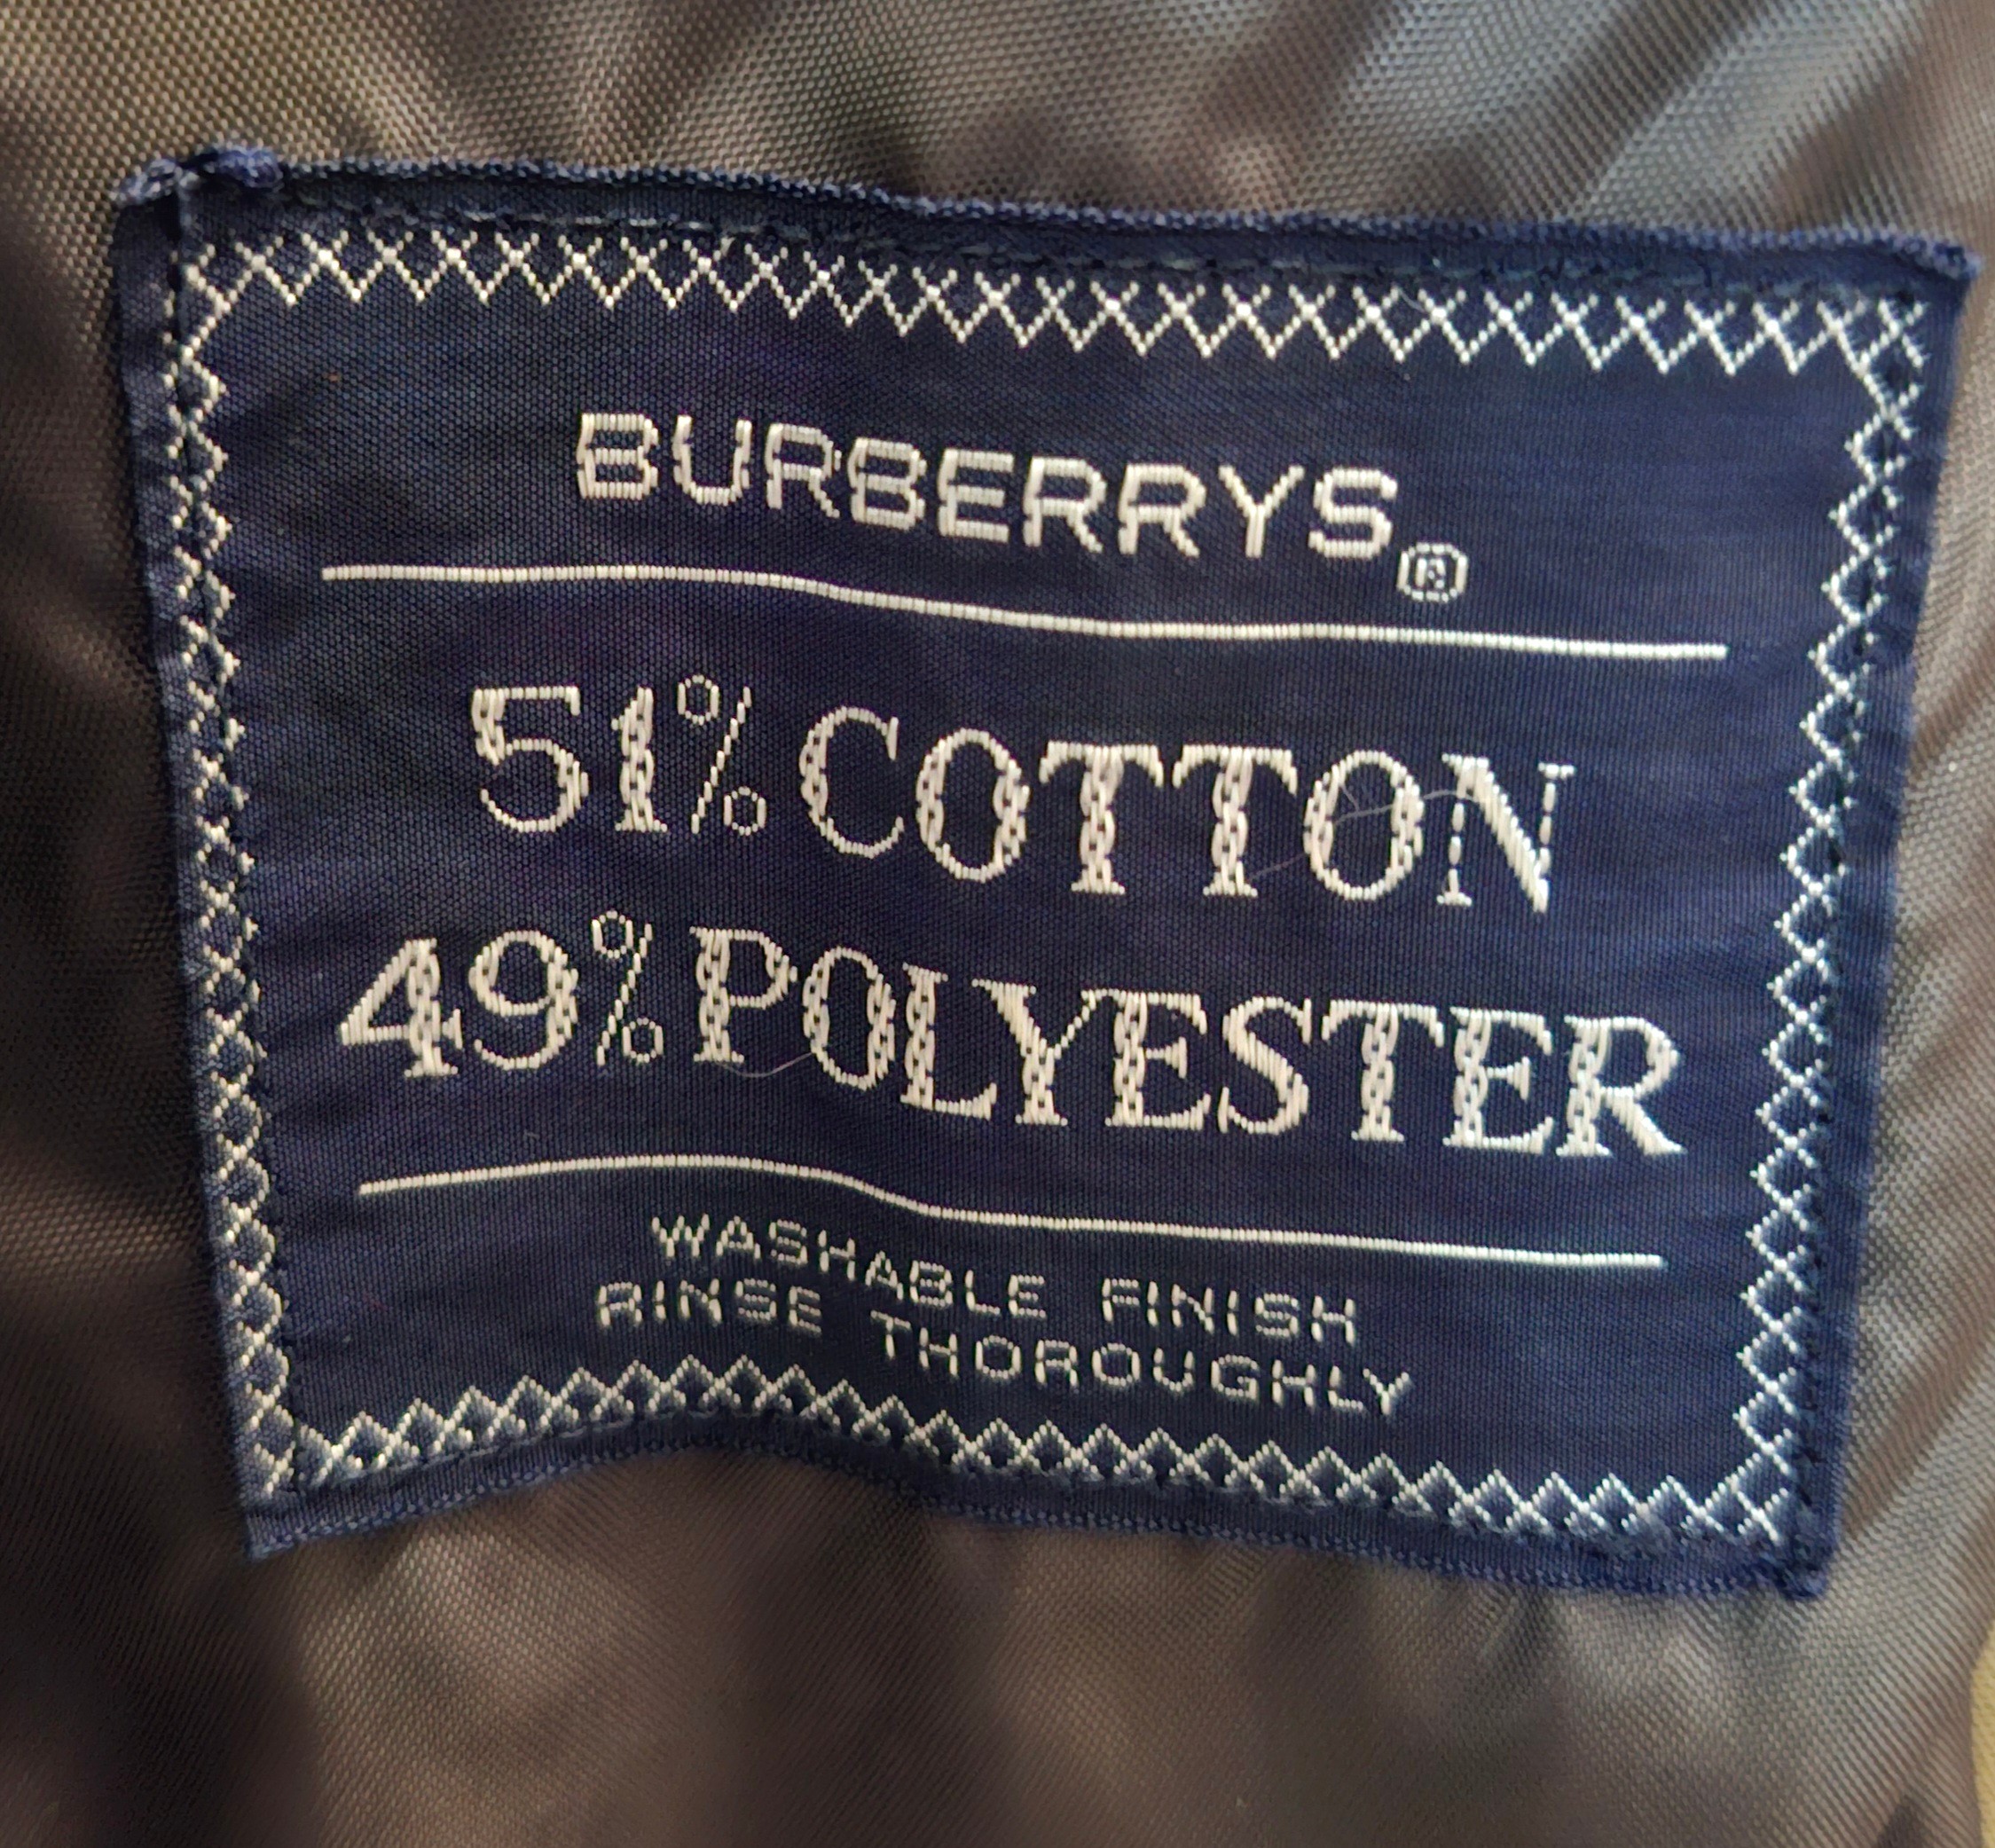 BURBERRYS®
51% COTTON
49% POLYESTER
WASHABLE FINISH
RINSE THOROUGHLY